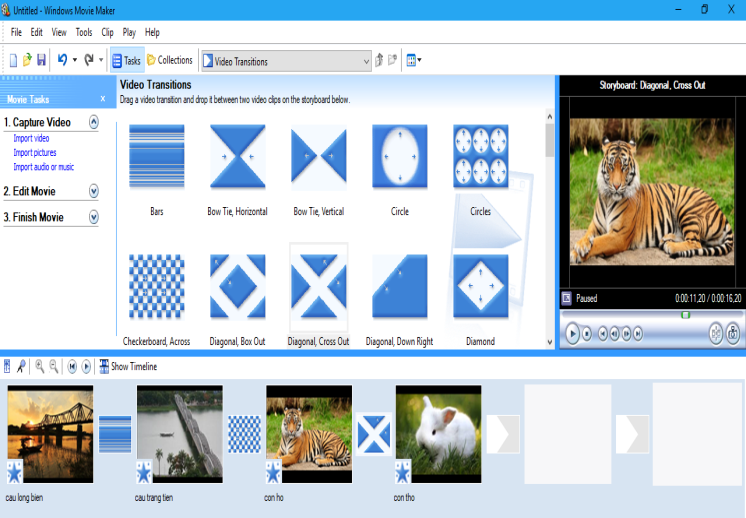 Untitled - Windows Movie Maker
File Edit View Tools Clip Play Help
Tasks Collections Video Transitions
Movie Tasks x
1. Capture Video
Import video
Import pictures
Import audio or music
2. Edit Movie
3. Finish Movie
Video Transitions
Drag a video transition and drop it between two video clips on the storyboard below.
Bars Bow Tie, Horizontal Bow Tie, Vertical Circle Circles
Checkerboard, Across Diagonal, Box Out Diagonal, Cross Out Diagonal, Down Right Diamond
Storyboard: Diagonal, Cross Out
Paused 0:00:11,20 / 0:00:16,20
Show Timeline
cau long bien cau trang tien con ho con tho